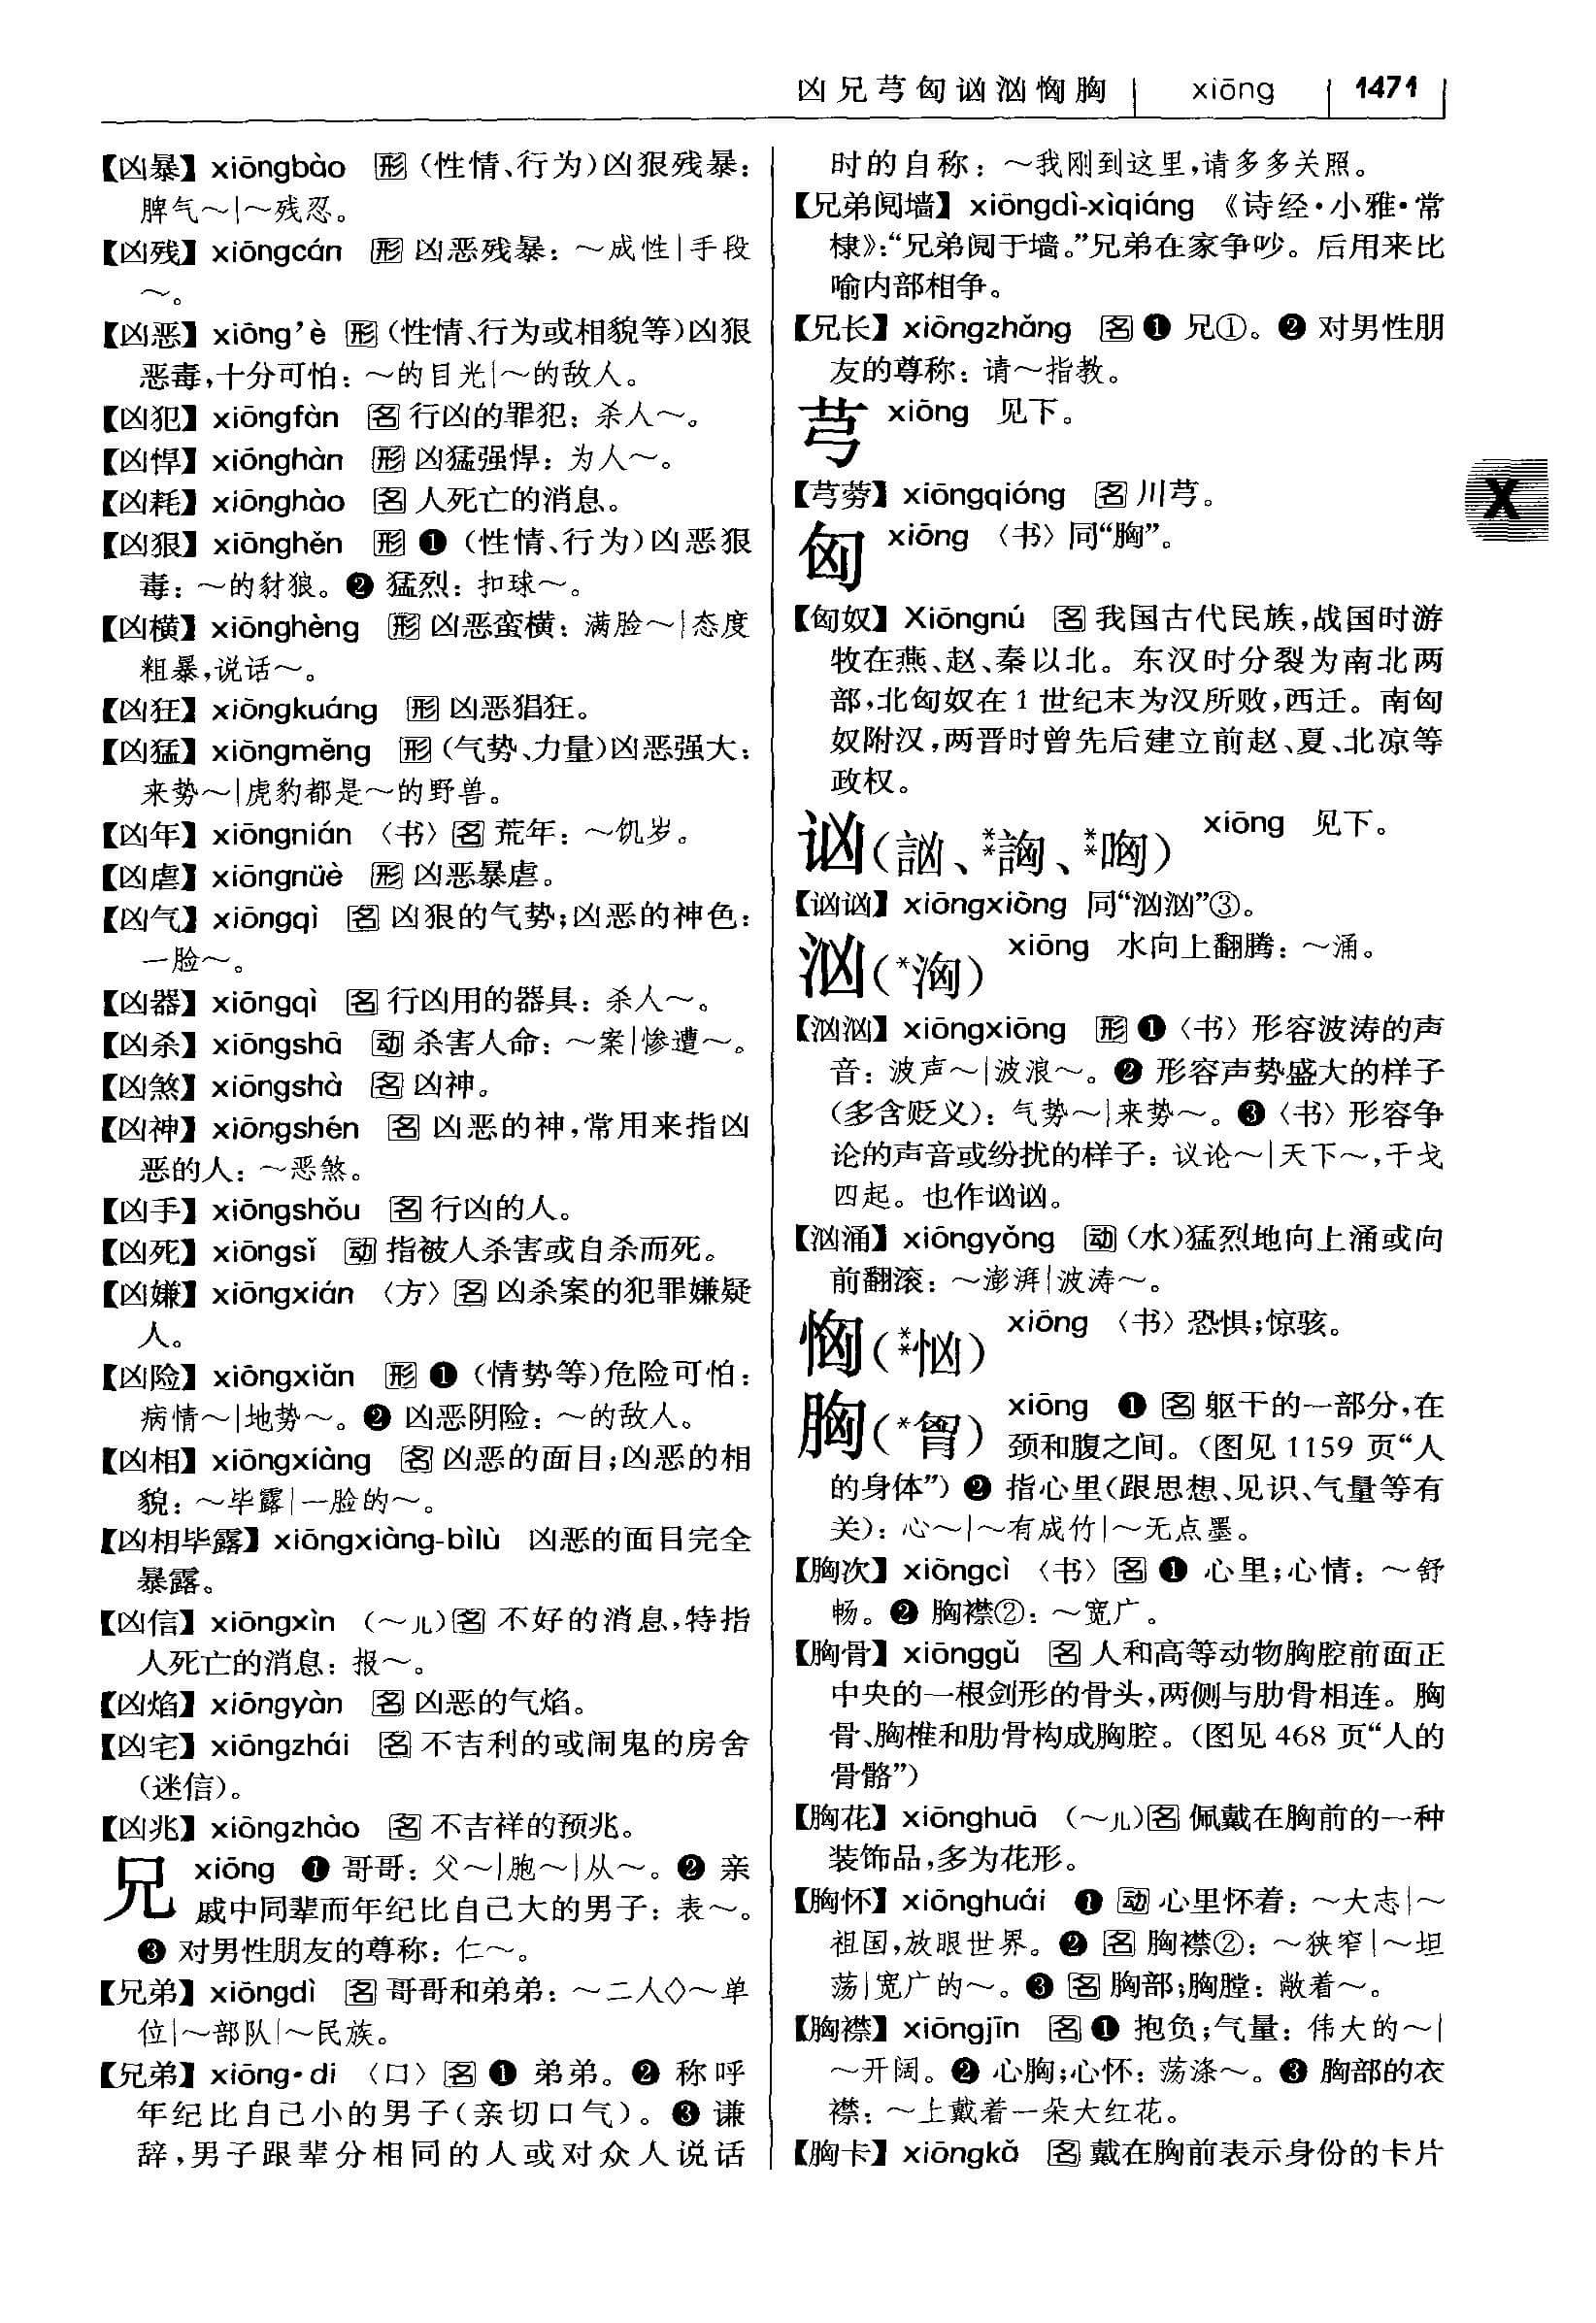 凶兄芎匈讻汹恟胸 xiōng 1471
【凶暴】 xiōngbào 形 (性情、行为)凶狠残暴：
脾气～|～残忍。
【凶残】 xiōngcán 形 凶恶残暴：～成性|手段
～。
【凶恶】 xiōng’è 形 (性情、行为或相貌等)凶狠
恶毒,十分可怕：～的目光|～的敌人。
【凶犯】 xiōngfàn 名 行凶的罪犯：杀人～。
【凶悍】 xiōnghàn 形 凶猛强悍：为人～。
【凶耗】 xiōnghào 名 人死亡的消息。
【凶狠】 xiōnghěn 形 ❶ (性情、行为)凶恶狠
毒：～的豺狼。❷ 猛烈：扣球～。
【凶横】 xiōnghèng 形 凶恶蛮横：满脸～|态度
粗暴,说话～。
【凶狂】 xiōngkuáng 形 凶恶猖狂。
【凶猛】 xiōngměng 形 (气势、力量)凶恶强大：
来势～|虎豹都是～的野兽。
【凶年】 xiōngnián 〈书〉名 荒年：～饥岁。
【凶虐】 xiōngnüè 形 凶恶暴虐。
【凶气】 xiōngqì 名 凶狠的气势;凶恶的神色：
一脸～。
【凶器】 xiōngqì 名 行凶用的器具：杀人～。
【凶杀】 xiōngshā 动 杀害人命：～案|惨遭～。
【凶煞】 xiōngshà 名 凶神。
【凶神】 xiōngshén 名 凶恶的神,常用来指凶
恶的人：～恶煞。
【凶手】 xiōngshǒu 名 行凶的人。
【凶死】 xiōngsǐ 动 指被人杀害或自杀而死。
【凶嫌】 xiōngxián 〈方〉名 凶杀案的犯罪嫌疑
人。
【凶险】 xiōngxiǎn 形 ❶ (情势等)危险可怕：
病情～|地势～。❷ 凶恶阴险：～的敌人。
【凶相】 xiōngxiàng 名 凶恶的面目;凶恶的相
貌：～毕露|一脸的～。
【凶相毕露】 xiōngxiàng-bìlù 凶恶的面目完全
暴露。
【凶信】 xiōngxìn (～儿)名 不好的消息,特指
人死亡的消息：报～。
【凶焰】 xiōngyàn 名 凶恶的气焰。
【凶宅】 xiōngzhái 名 不吉利的或闹鬼的房舍
(迷信)。
【凶兆】 xiōngzhào 名 不吉祥的预兆。
兄 xiōng ❶ 哥哥：父～|胞～|从～。❷ 亲
戚中同辈而年纪比自己大的男子：表～。
❸ 对男性朋友的尊称：仁～。
【兄弟】 xiōngdì 名 哥哥和弟弟：～二人◇～单
位|～部队|～民族。
【兄弟】 xiōng·di 〈口〉名 ❶ 弟弟。❷ 称呼
年纪比自己小的男子(亲切口气)。❸ 谦
辞,男子跟辈分相同的人或对众人说话
时的自称：～我刚到这里,请多多关照。
【兄弟阋墙】 xiōngdì-xìqiáng 《诗经·小雅·常
棣》:“兄弟阋于墙。”兄弟在家争吵。后用来比
喻内部相争。
【兄长】 xiōngzhǎng 名 ❶ 兄①。❷ 对男性朋
友的尊称：请～指教。
芎 xiōng 见下。
【芎䓖】 xiōngqióng 名 川芎。
匈 xiōng 〈书〉同“胸”。
【匈奴】 Xiōngnú 名 我国古代民族,战国时游
牧在燕、赵、秦以北。东汉时分裂为南北两
部,北匈奴在1世纪末为汉所败,西迁。南匈
奴附汉,两晋时曾先后建立前赵、夏、北凉等
政权。
讻(訩、⁑詾、⁑哅) xiōng 见下。
【讻讻】 xiōngxiōng 同“汹汹”③。
汹(*洶) xiōng 水向上翻腾：～涌。
【汹汹】 xiōngxiōng 形 ❶〈书〉形容波涛的声
音：波声～|波浪～。❷ 形容声势盛大的样子
(多含贬义)：气势～|来势～。❸〈书〉形容争
论的声音或纷扰的样子：议论～|天下～,干戈
四起。也作讻讻。
【汹涌】 xiōngyǒng 动 (水)猛烈地向上涌或向
前翻滚：～澎湃|波涛～。
恟(⁑忷) xiōng 〈书〉恐惧;惊骇。
胸(*胷) xiōng ❶ 名 躯干的一部分,在
颈和腹之间。(图见1159页“人
的身体”) ❷ 指心里(跟思想、见识、气量等有
关)：心～|～有成竹|～无点墨。
【胸次】 xiōngcì 〈书〉名 ❶ 心里;心情：～舒
畅。❷ 胸襟②：～宽广。
【胸骨】 xiōnggǔ 名 人和高等动物胸腔前面正
中央的一根剑形的骨头,两侧与肋骨相连。胸
骨、胸椎和肋骨构成胸腔。(图见468页“人的
骨骼”)
【胸花】 xiōnghuā (～儿)名 佩戴在胸前的一种
装饰品,多为花形。
【胸怀】 xiōnghuái ❶ 动 心里怀着：～大志|～
祖国,放眼世界。❷ 名 胸襟②：～狭窄|～坦
荡|宽广的～。❸ 名 胸部;胸膛：敞着～。
【胸襟】 xiōngjīn 名 ❶ 抱负;气量：伟大的～|
～开阔。❷ 心胸;心怀：荡涤～。❸ 胸部的衣
襟：～上戴着一朵大红花。
【胸卡】 xiōngkǎ 名 戴在胸前表示身份的卡片
X